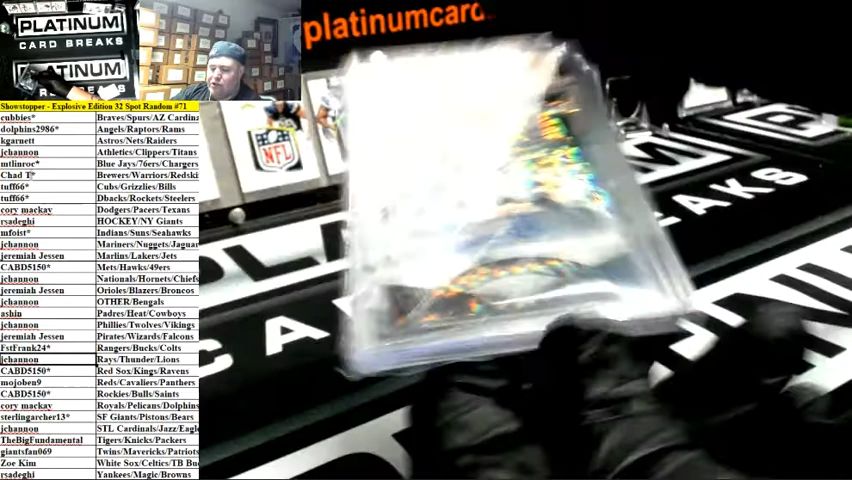 PLATINUM
CARD BREAKS
PLATINUM
platinumcard
Showstopper - Explosive Edition 32 Spot Random #71
cubbies* Braves/Spurs/AZ Cardina
dolphins2986* Angels/Raptors/Rams
kgarnett Astros/Nets/Raiders
jchannon Athletics/Clippers/Titans
mtlinroc* Blue Jays/76ers/Chargers
Chad T* Brewers/Warriors/Redski
tuff66* Cubs/Grizzlies/Bills
tuff66* Dbacks/Rockets/Steelers
cory mackay Dodgers/Pacers/Texans
rsadeghi HOCKEY/NY Giants
mfoist* Indians/Suns/Seahawks
jchannon Mariners/Nuggets/Jaguar
jeremiah Jessen Marlins/Lakers/Jets
CABD5150* Mets/Hawks/49ers
jchannon Nationals/Hornets/Chiefs
jeremiah Jessen Orioles/Blazers/Broncos
jchannon OTHER/Bengals
ashin Padres/Heat/Cowboys
jchannon Phillies/Twolves/Vikings
jeremiah Jessen Pirates/Wizards/Falcons
FstFrank24* Rangers/Bucks/Colts
jchannon Rays/Thunder/Lions
CABD5150* Red Sox/Kings/Ravens
mojoben9 Reds/Cavaliers/Panthers
CABD5150* Rockies/Bulls/Saints
cory mackay Royals/Pelicans/Dolphins
sterlingarcher13* SF Giants/Pistons/Bears
jchannon STL Cardinals/Jazz/Eagle
TheBigFundamental Tigers/Knicks/Packers
giantsfan069 Twins/Mavericks/Patriots
Zoe Kim White Sox/Celtics/TB Bu
rsadeghi Yankees/Magic/Browns
NFL
EAKS